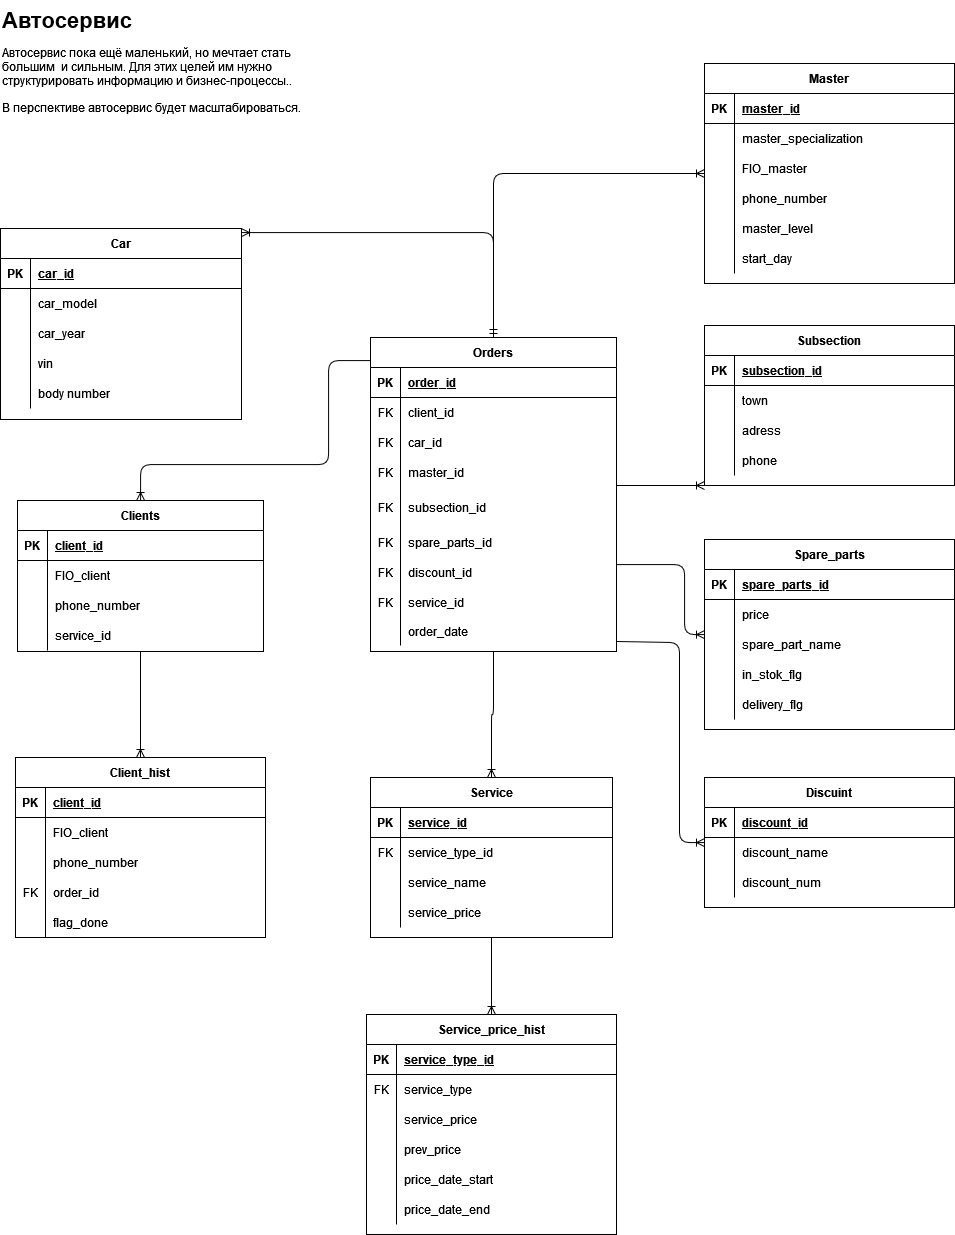 Автосервис
Автосервис пока ещё маленький, но мечтает стать
большим и сильным. Для этих целей им нужно
структурировать информацию и бизнес-процессы..
В перспективе автосервис будет масштабироваться.
Master
PK master_id
master_specialization
FIO_master
phone_number
master_level
start_day
Car
PK car_id
car_model
car_year
vin
body number
Orders
PK order_id
FK client_id
FK car_id
FK master_id
FK subsection_id
FK spare_parts_id
FK discount_id
FK service_id
order_date
Subsection
PK subsection_id
town
adress
phone
Clients
PK client_id
FIO_client
phone_number
service_id
Spare_parts
PK spare_parts_id
price
spare_part_name
in_stok_flg
delivery_flg
Client_hist
PK client_id
FIO_client
phone_number
FK order_id
flag_done
Service
PK service_id
FK service_type_id
service_name
service_price
Discuint
PK discount_id
discount_name
discount_num
Service_price_hist
PK service_type_id
FK service_type
service_price
prev_price
price_date_start
price_date_end